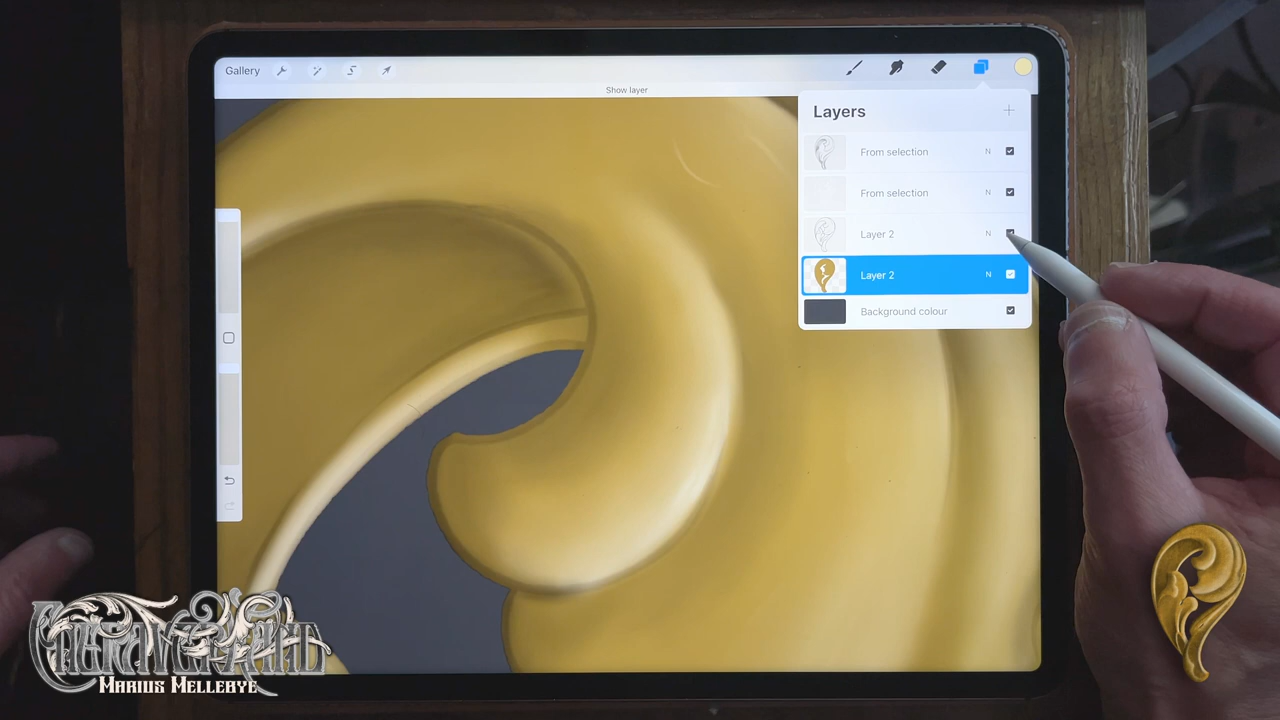 Gallery
Show layer
Layers
From selection N
From selection N
Layer 2 N
Layer 2 N
Background colour
MARIUS MELLEBYE